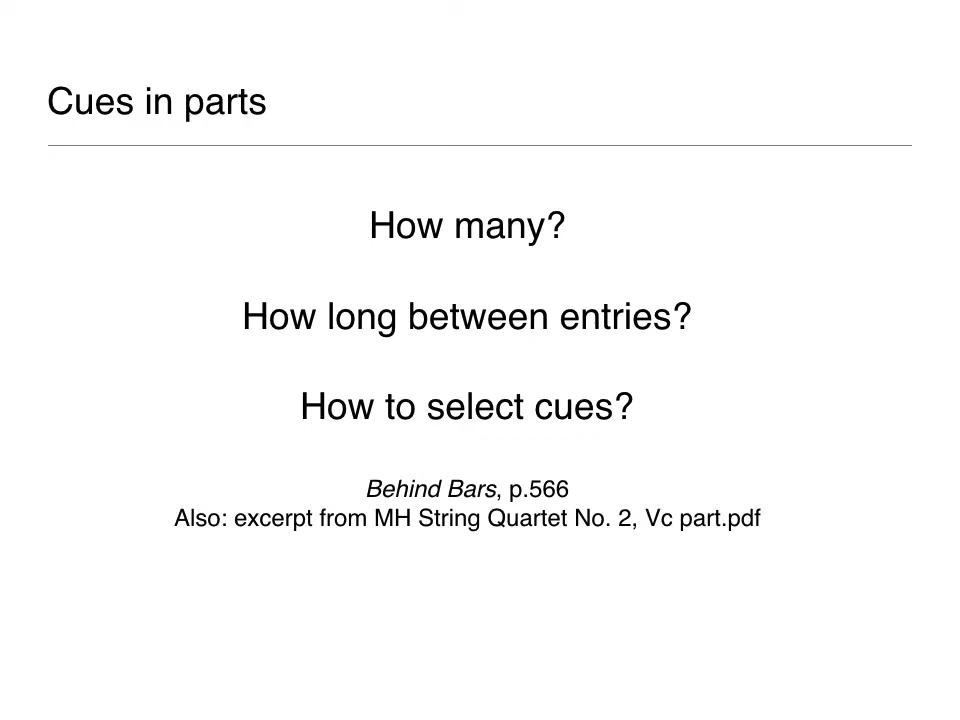 Cues in parts
How many?
How long between entries?
How to select cues?
Behind Bars, p.566
Also: excerpt from MH String Quartet No. 2, Vc part.pdf